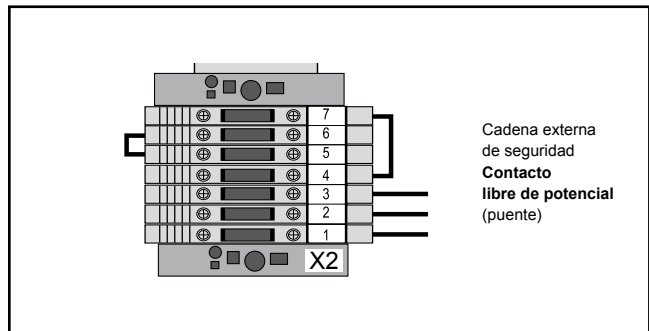 7
6
5
4
3
2
1
X2
Cadena externa
de seguridad
Contacto
libre de potencial
(puente)